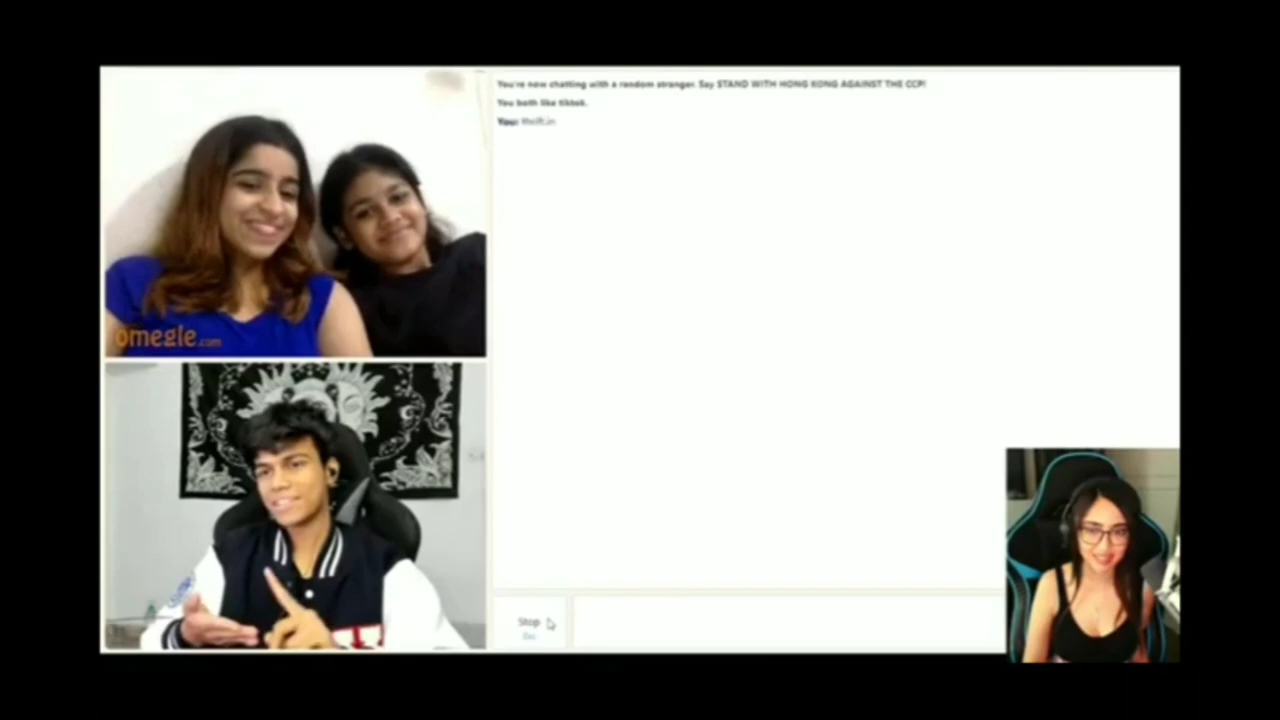 You're now chatting with a random stranger. Say STAND WITH HONG KONG AGAINST THE CCP!
You both like tiktok.
You:
omegle.com
Stop
Esc